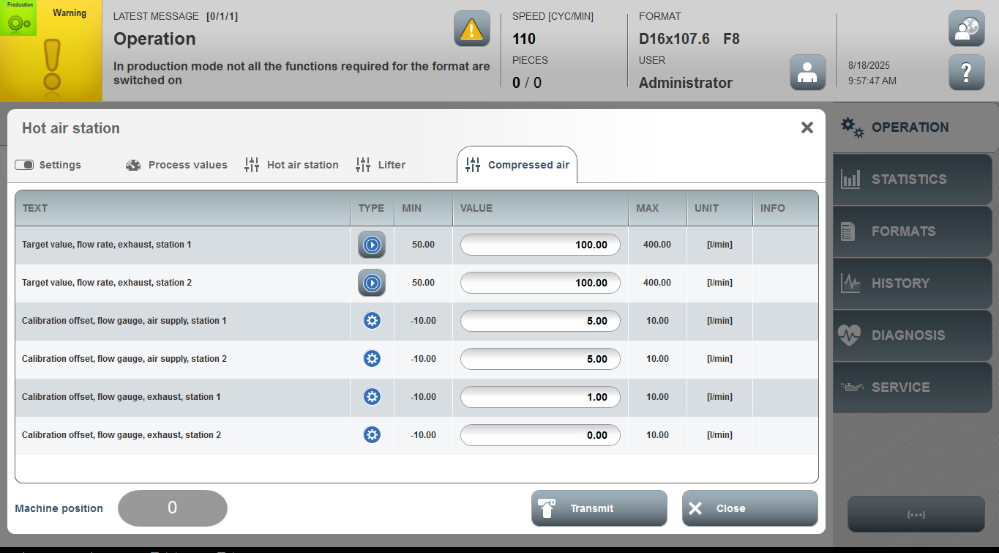 Production
Warning
LATEST MESSAGE [0/1/1]
Operation
In production mode not all the functions required for the format are
switched on
SPEED [CYC/MIN]
110
PIECES
0 / 0
FORMAT
D16x107.6 F8
USER
Administrator
8/18/2025
9:57:47 AM
?
Hot air station
Settings
Process values
Hot air station
Lifter
Compressed air
TEXT TYPE MIN VALUE MAX UNIT INFO
Target value, flow rate, exhaust, station 1 50.00 100.00 400.00 [l/min]
Target value, flow rate, exhaust, station 2 50.00 100.00 400.00 [l/min]
Calibration offset, flow gauge, air supply, station 1 -10.00 5.00 10.00 [l/min]
Calibration offset, flow gauge, air supply, station 2 -10.00 5.00 10.00 [l/min]
Calibration offset, flow gauge, exhaust, station 1 -10.00 1.00 10.00 [l/min]
Calibration offset, flow gauge, exhaust, station 2 -10.00 0.00 10.00 [l/min]
Machine position 0
Transmit
Close
OPERATION
STATISTICS
FORMATS
HISTORY
DIAGNOSIS
SERVICE